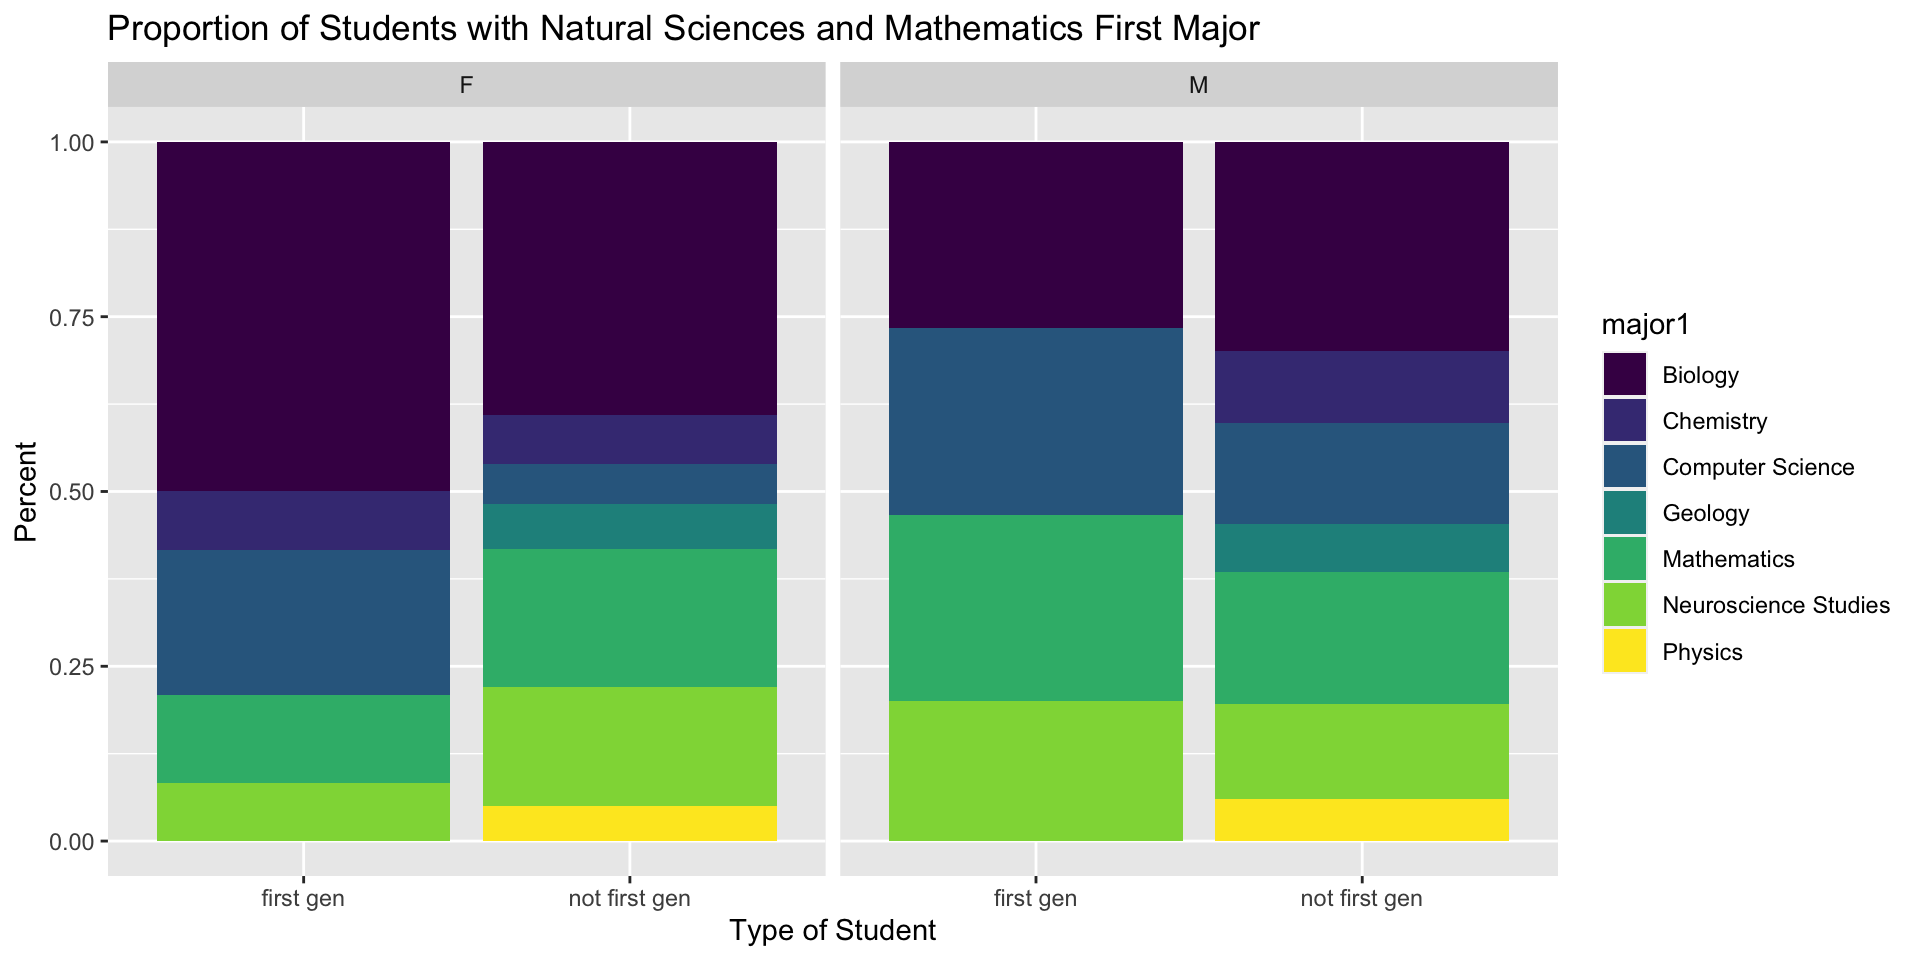 Proportion of Students with Natural Sciences and Mathematics First Major
F
M
1.00
0.75
0.50
0.25
0.00
Percent
first gen
not first gen
first gen
not first gen
Type of Student
major1
Biology
Chemistry
Computer Science
Geology
Mathematics
Neuroscience Studies
Physics